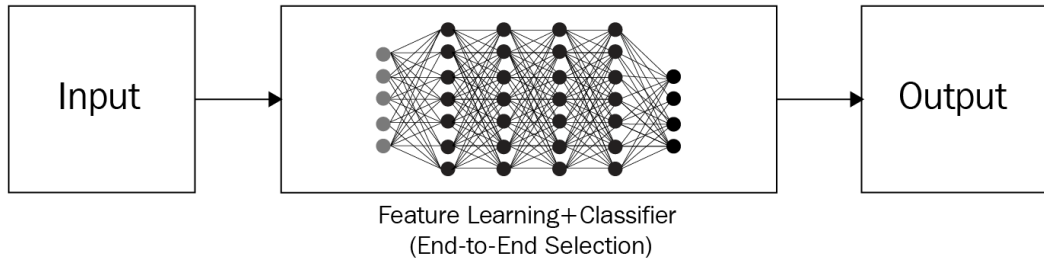 Input
Output
Feature Learning+Classifier
(End-to-End Selection)